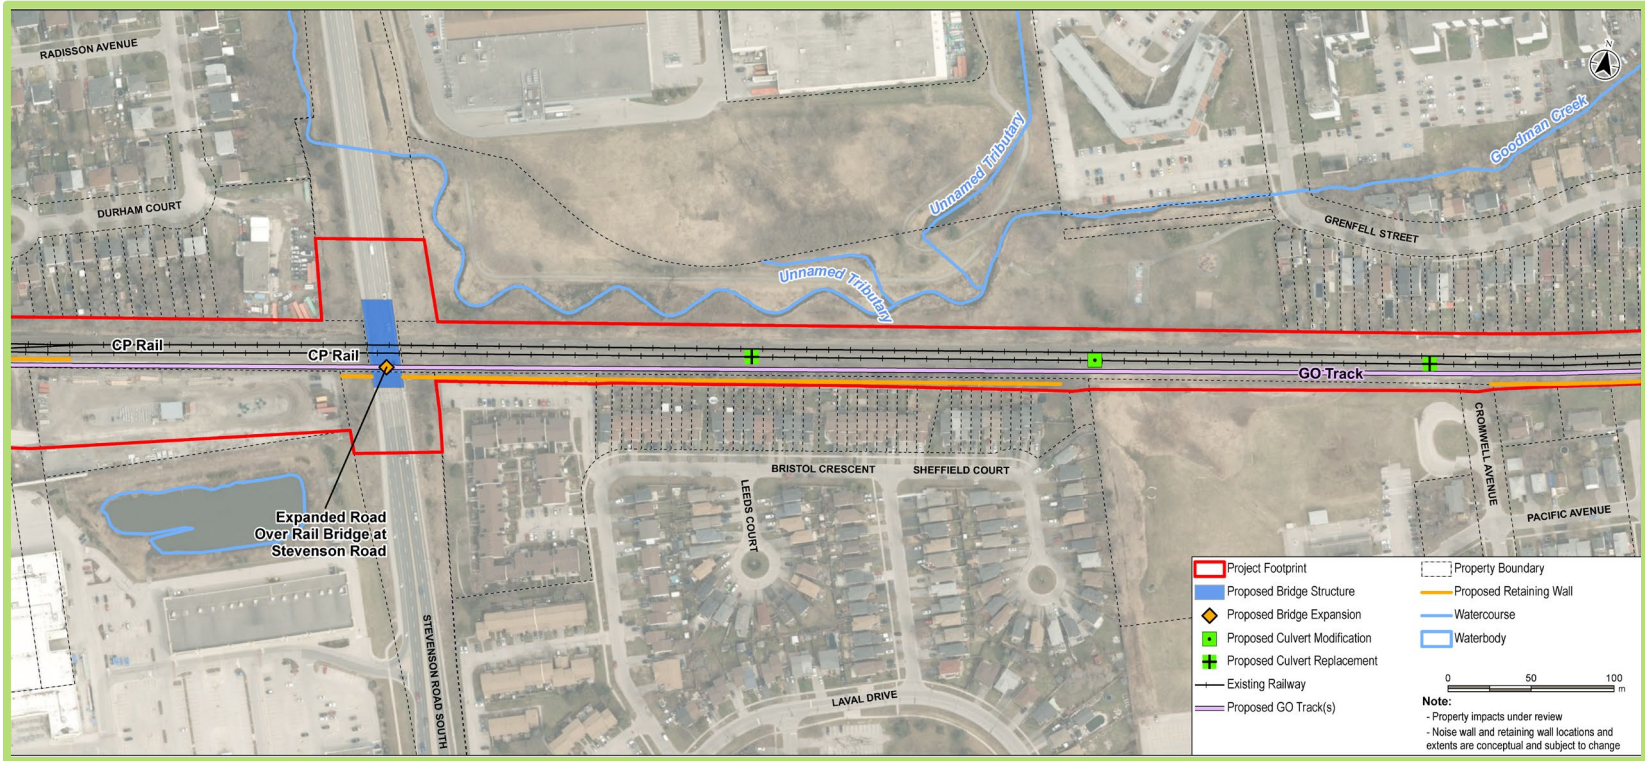 RADISSON AVENUE
N
Goodman Creek
Unnamed Tributary
DURHAM COURT
GRENFELL STREET
Unnamed Tributary
CP Rail
CP Rail
GO Track
CROMWELL AVENUE
BRISTOL CRESCENT
SHEFFIELD COURT
LEEDS COURT
PACIFIC AVENUE
Expanded Road
Over Rail Bridge at
Stevenson Road
STEVENSON ROAD SOUTH
LAVAL DRIVE
Project Footprint
Proposed Bridge Structure
Proposed Bridge Expansion
Proposed Culvert Modification
Proposed Culvert Replacement
Existing Railway
Proposed GO Track(s)
Property Boundary
Proposed Retaining Wall
Watercourse
Waterbody
0 50 100
m
Note:
- Property impacts under review
- Noise wall and retaining wall locations and
extents are conceptual and subject to change